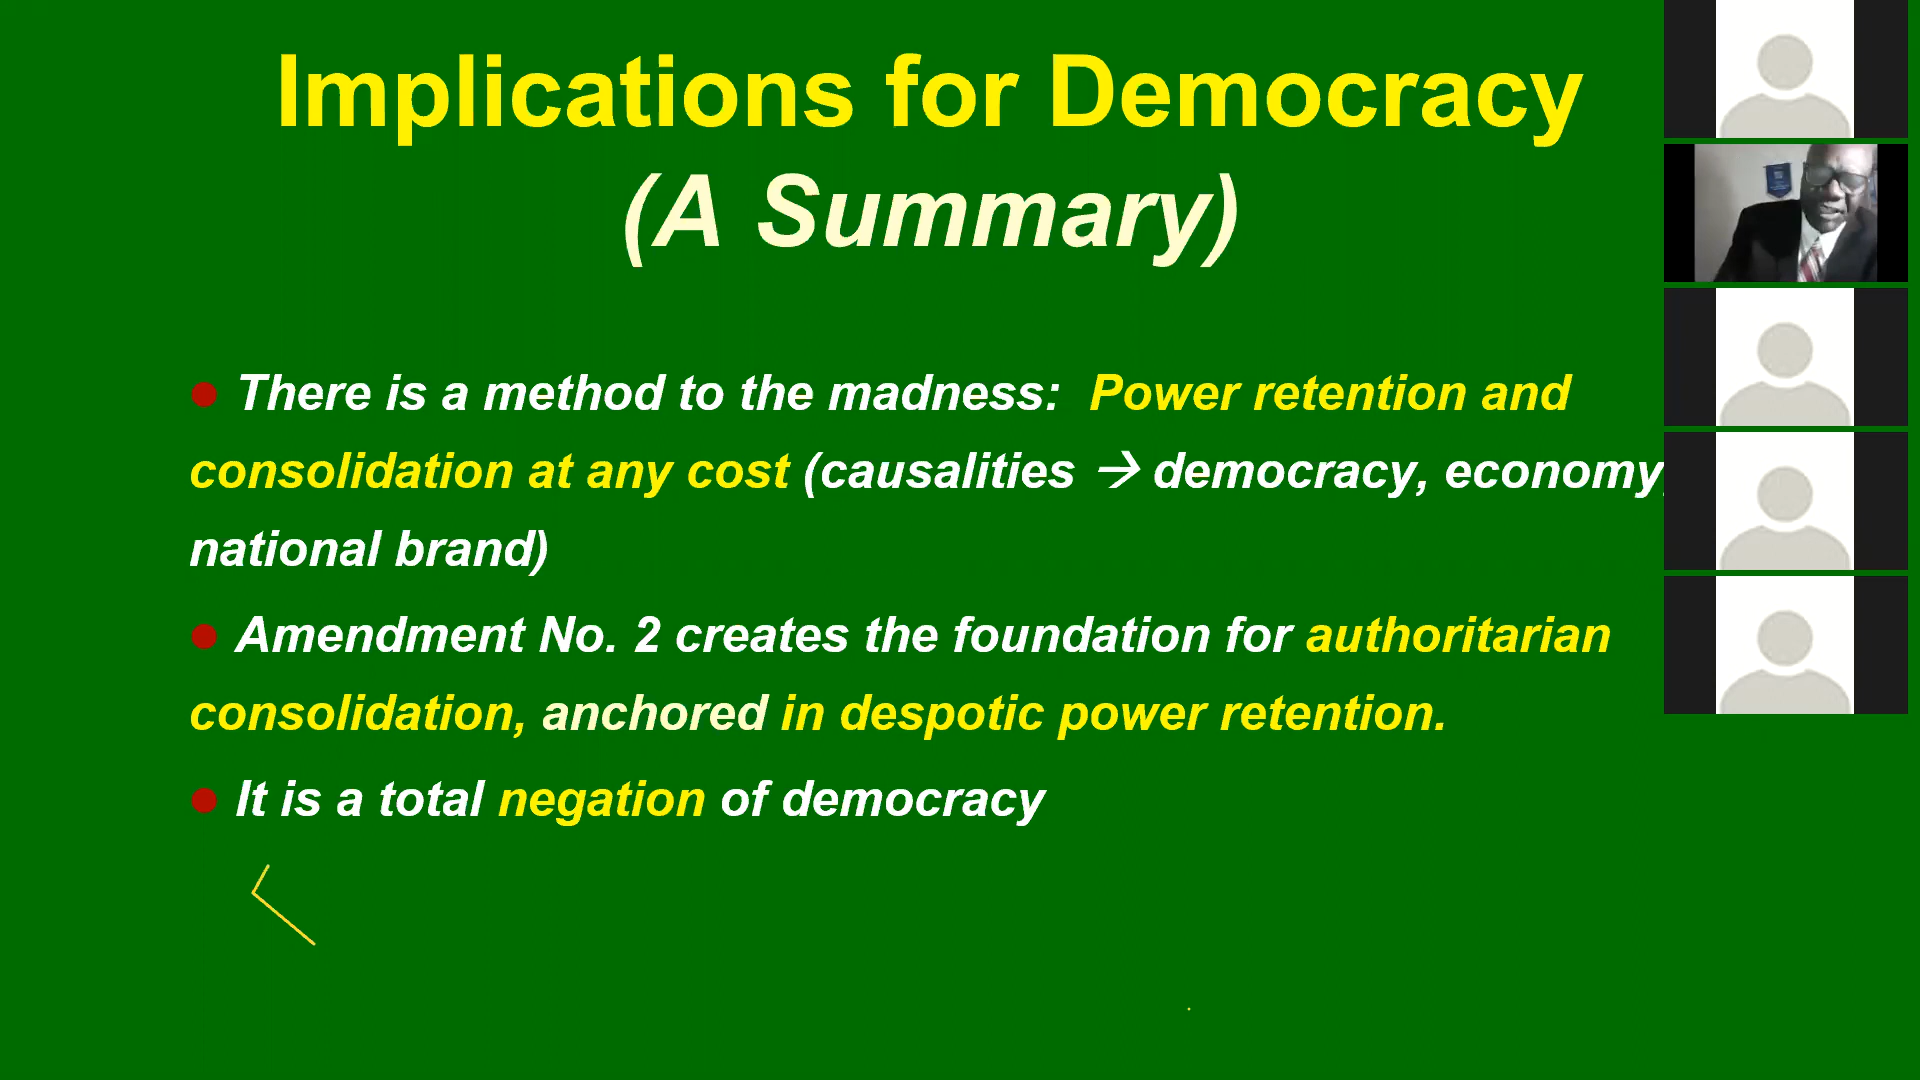 Implications for Democracy
(A Summary)
● There is a method to the madness: Power retention and
consolidation at any cost (causalities → democracy, economy,
national brand)
● Amendment No. 2 creates the foundation for authoritarian
consolidation, anchored in despotic power retention.
● It is a total negation of democracy